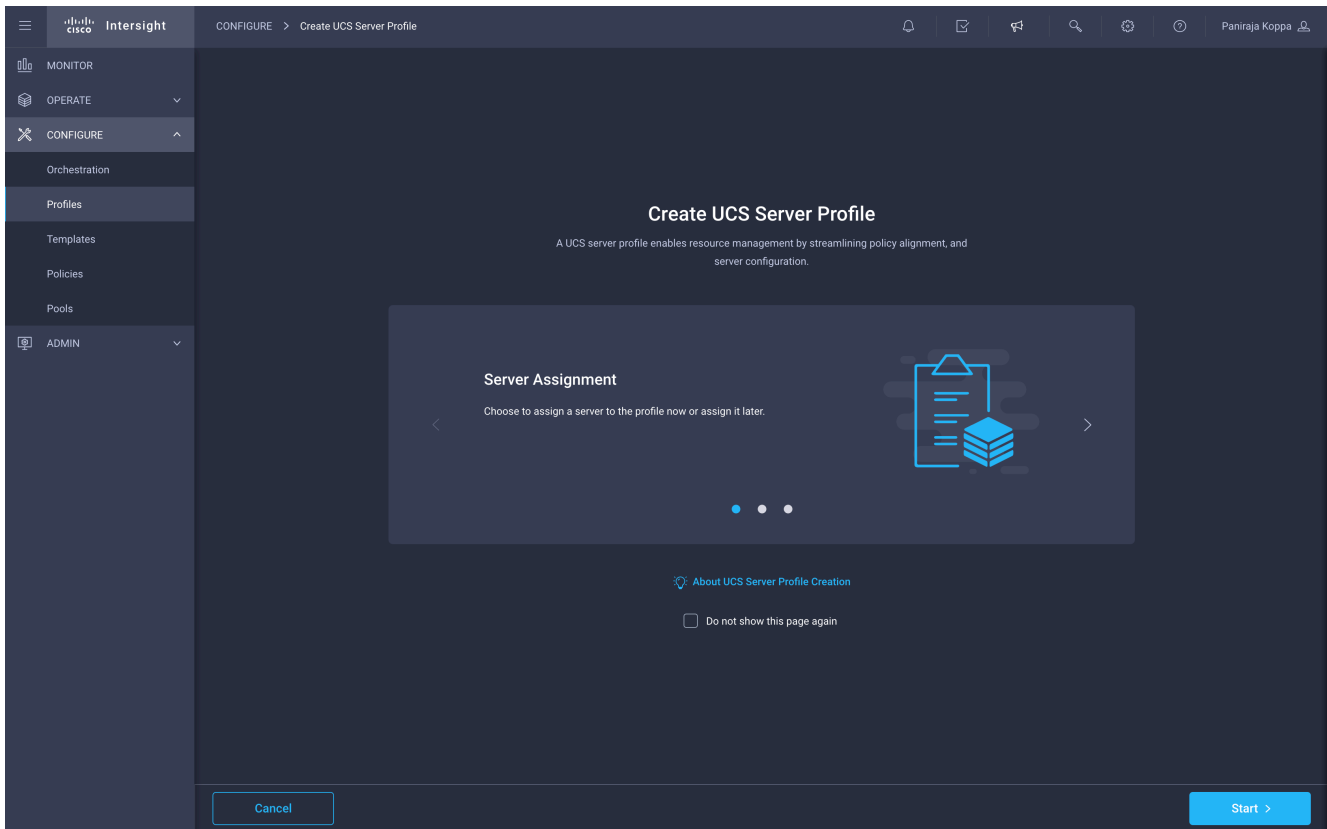 CISCO Intersight
CONFIGURE > Create UCS Server Profile
Paniraja Koppa
MONITOR
OPERATE
CONFIGURE
Orchestration
Profiles
Templates
Policies
Pools
ADMIN
Create UCS Server Profile
A UCS server profile enables resource management by streamlining policy alignment, and
server configuration.
Server Assignment
Choose to assign a server to the profile now or assign it later.
About UCS Server Profile Creation
Do not show this page again
Cancel
Start >